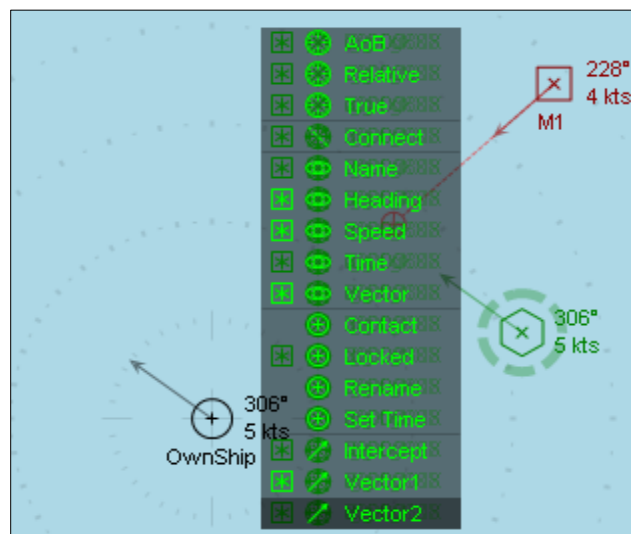 AoB
Relative
True
Connect
Name
Heading
Speed
Time
Vector
Contact
Locked
Rename
Set Time
Intercept
Vector1
Vector2
228°
4 kts
M1
306°
5 kts
306°
5 kts
OwnShip